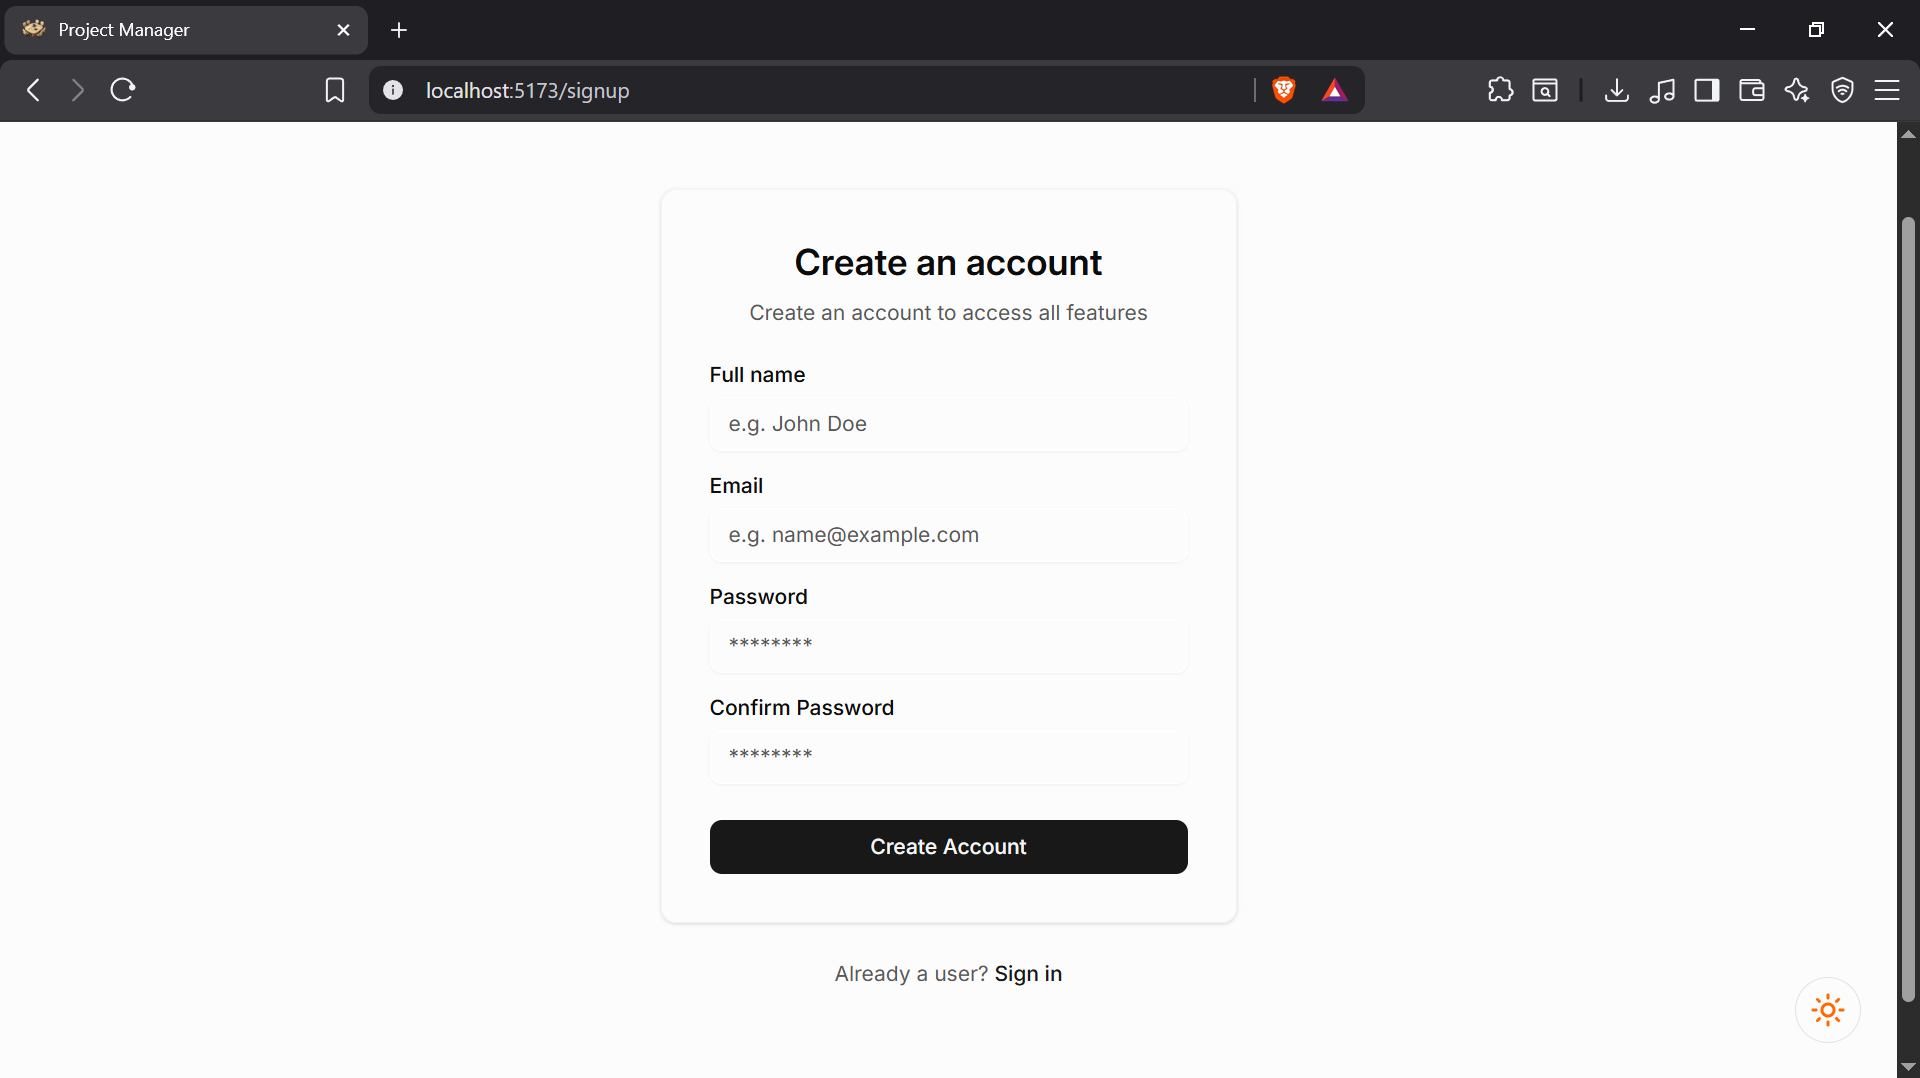 Project Manager
localhost:5173/signup
Create an account
Create an account to access all features
Full name
e.g. John Doe
Email
e.g. name@example.com
Password
********
Confirm Password
********
Create Account
Already a user? Sign in